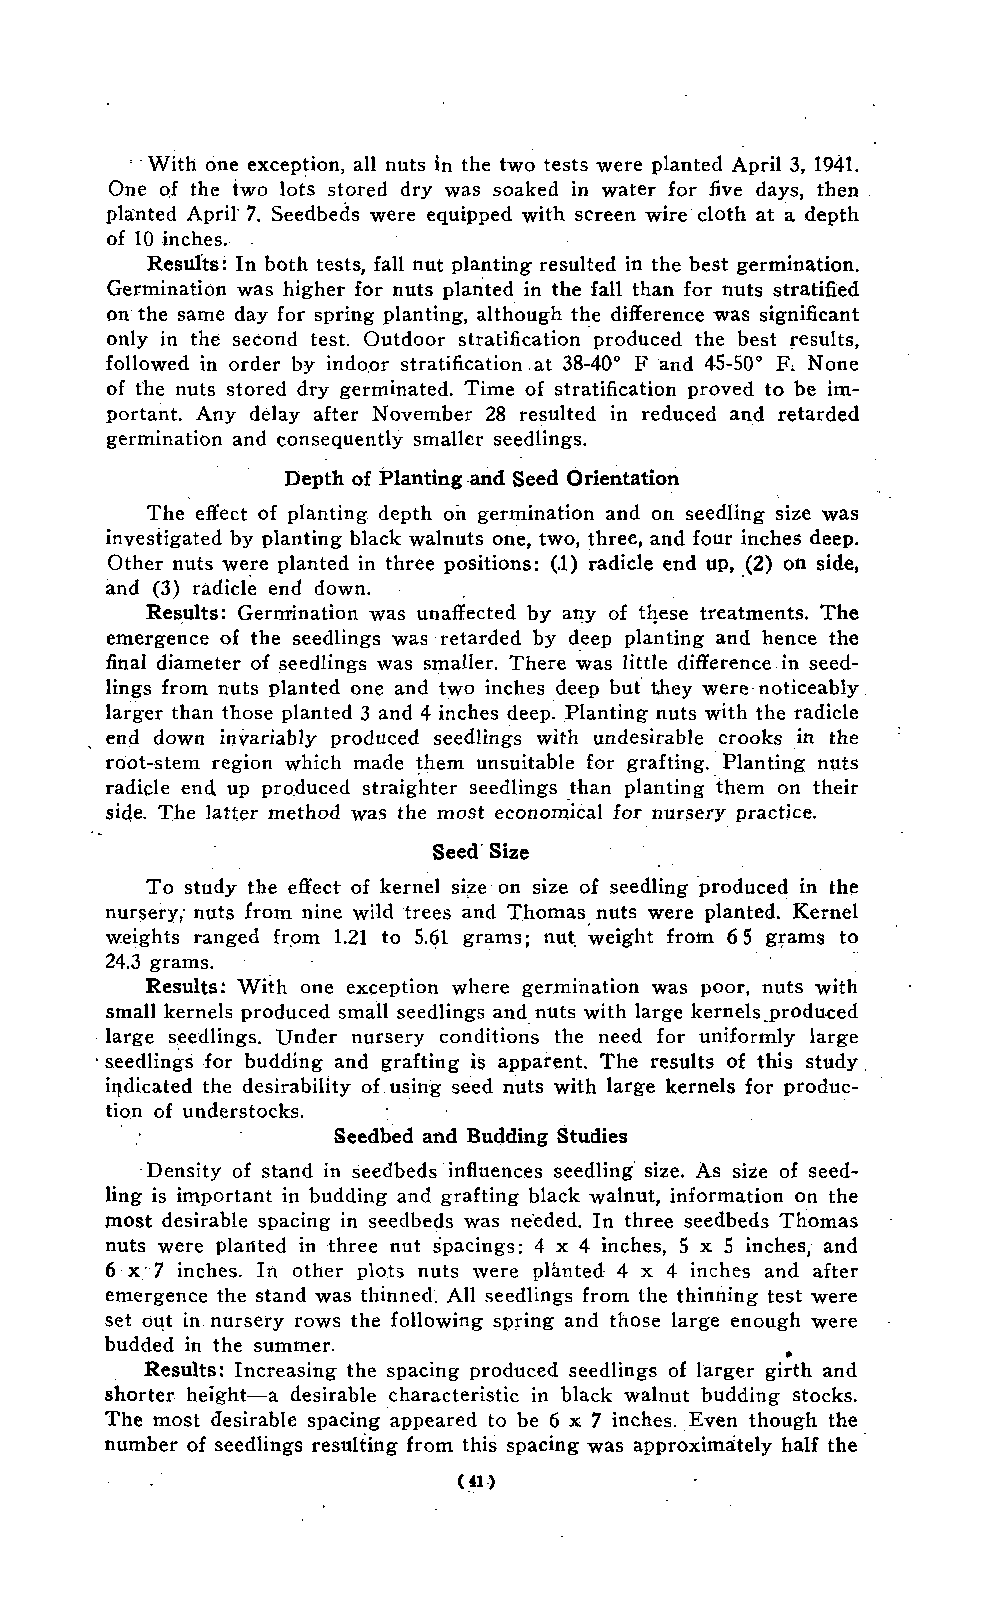 With one exception, all nuts in the two tests were planted April 3, 1941.
One of the two lots stored dry was soaked in water for five days, then
planted April 7. Seedbeds were equipped with screen wire cloth at a depth
of 10 inches.
Results: In both tests, fall nut planting resulted in the best germination.
Germination was higher for nuts planted in the fall than for nuts stratified
on the same day for spring planting, although the difference was significant
only in the second test. Outdoor stratification produced the best results,
followed in order by indoor stratification at 38-40° F and 45-50° F. None
of the nuts stored dry germinated. Time of stratification proved to be im-
portant. Any delay after November 28 resulted in reduced and retarded
germination and consequently smaller seedlings.
Depth of Planting and Seed Orientation
The effect of planting depth on germination and on seedling size was
investigated by planting black walnuts one, two, three, and four inches deep.
Other nuts were planted in three positions: (1) radicle end up, (2) on side,
and (3) radicle end down.
Results: Germination was unaffected by any of these treatments. The
emergence of the seedlings was retarded by deep planting and hence the
final diameter of seedlings was smaller. There was little difference in seed-
lings from nuts planted one and two inches deep but they were noticeably
larger than those planted 3 and 4 inches deep. Planting nuts with the radicle
end down invariably produced seedlings with undesirable crooks in the
root-stem region which made them unsuitable for grafting. Planting nuts
radicle end up produced straighter seedlings than planting them on their
side. The latter method was the most economical for nursery practice.
Seed Size
To study the effect of kernel size on size of seedling produced in the
nursery, nuts from nine wild trees and Thomas nuts were planted. Kernel
weights ranged from 1.21 to 5.61 grams; nut weight from 6 5 grams to
24.3 grams.
Results: With one exception where germination was poor, nuts with
small kernels produced small seedlings and nuts with large kernels produced
large seedlings. Under nursery conditions the need for uniformly large
seedlings for budding and grafting is apparent. The results of this study
indicated the desirability of using seed nuts with large kernels for produc-
tion of understocks.
Seedbed and Budding Studies
Density of stand in seedbeds influences seedling size. As size of seed-
ling is important in budding and grafting black walnut, information on the
most desirable spacing in seedbeds was needed. In three seedbeds Thomas
nuts were planted in three nut spacings: 4 x 4 inches, 5 x 5 inches, and
6 x 7 inches. In other plots nuts were planted 4 x 4 inches and after
emergence the stand was thinned. All seedlings from the thinning test were
set out in nursery rows the following spring and those large enough were
budded in the summer.
Results: Increasing the spacing produced seedlings of larger girth and
shorter height—a desirable characteristic in black walnut budding stocks.
The most desirable spacing appeared to be 6 x 7 inches. Even though the
number of seedlings resulting from this spacing was approximately half the
(41)